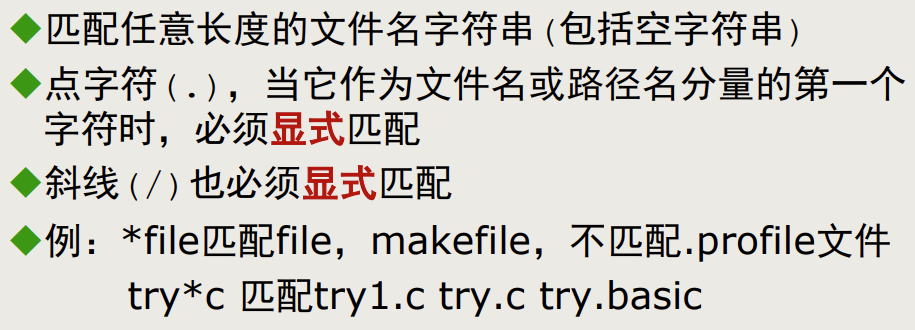 ◆匹配任意长度的文件名字符串(包括空字符串)
◆点字符(.)，当它作为文件名或路径名分量的第一个
字符时，必须显式匹配
◆斜线(/)也必须显式匹配
◆例：*file匹配file，makefile，不匹配.profile文件
try*c 匹配try1.c try.c try.basic